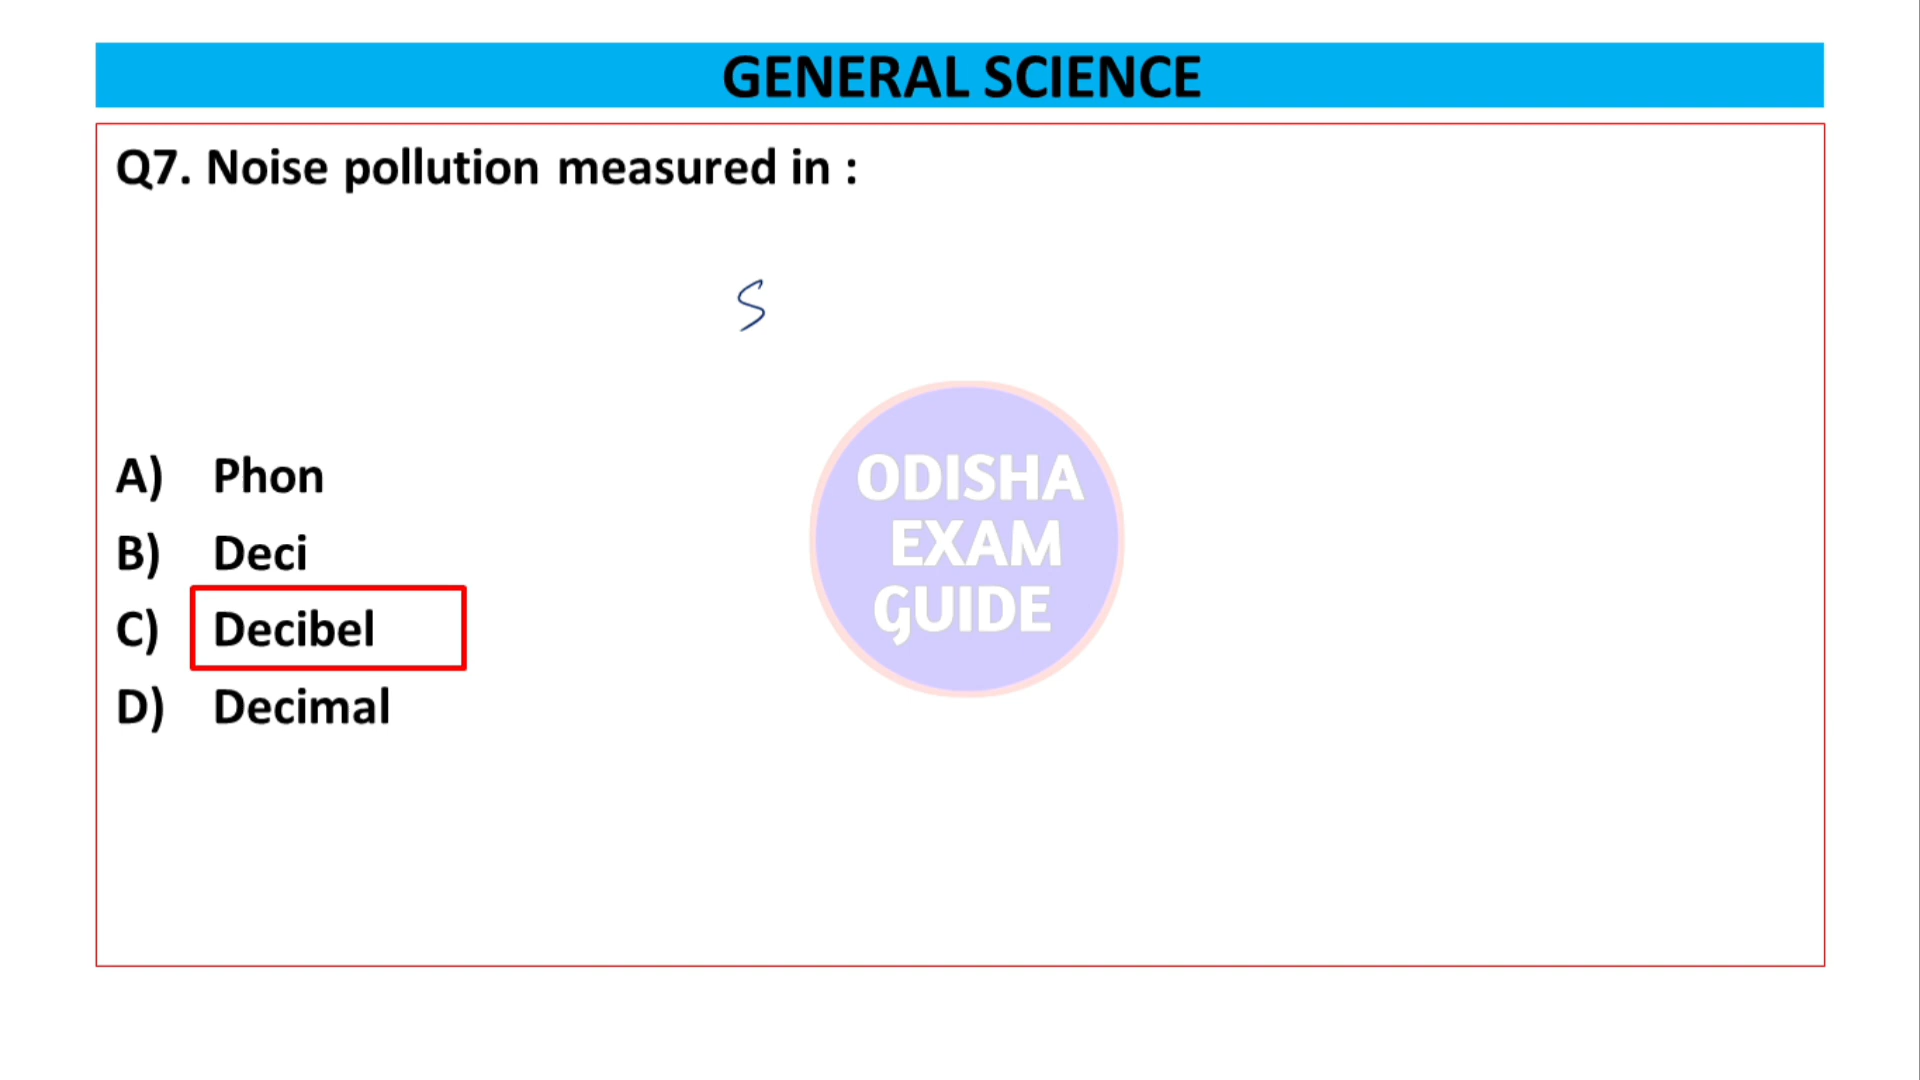 GENERAL SCIENCE
Q7. Noise pollution measured in :
S
A) Phon
B) Deci
C) Decibel
D) Decimal
ODISHA
EXAM
GUIDE